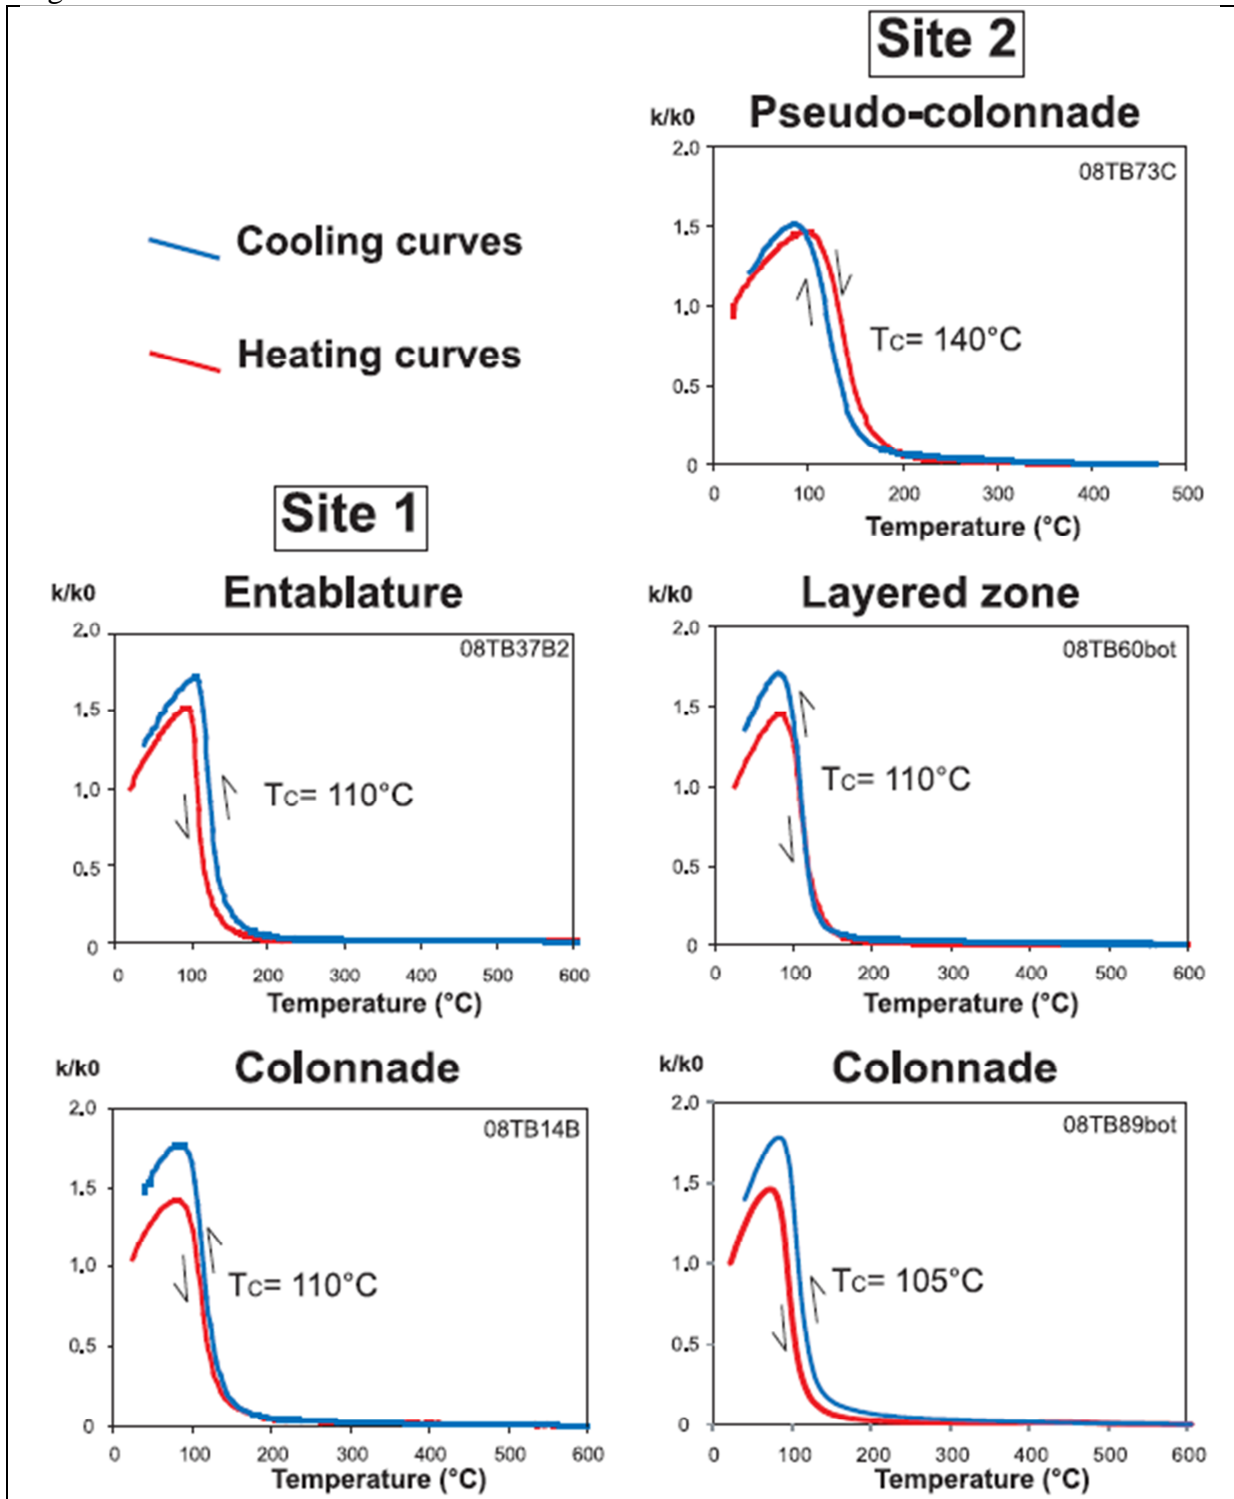 Site 2
Pseudo-colonnade
k/k0
2.0
08TB73C
1.5
1.0
Tc= 140°C
0.5
0
0 100 200 300 400 500
Temperature (°C)
Cooling curves
Heating curves
Site 1
Entablature
k/k0
2.0
08TB37B2
1.5
1.0
Tc= 110°C
0.5
0
0 100 200 300 400 500 600
Temperature (°C)
Layered zone
k/k0
2.0
08TB60bot
1.5
1.0
Tc= 110°C
0.5
0
0 100 200 300 400 500 600
Temperature (°C)
Colonnade
k/k0
2.0
08TB14B
1.5
1.0
Tc= 110°C
0.5
0
0 100 200 300 400 500 600
Temperature (°C)
Colonnade
k/k0
2.0
08TB89bot
1.5
1.0
Tc= 105°C
0.5
0
0 100 200 300 400 500 600
Temperature (°C)